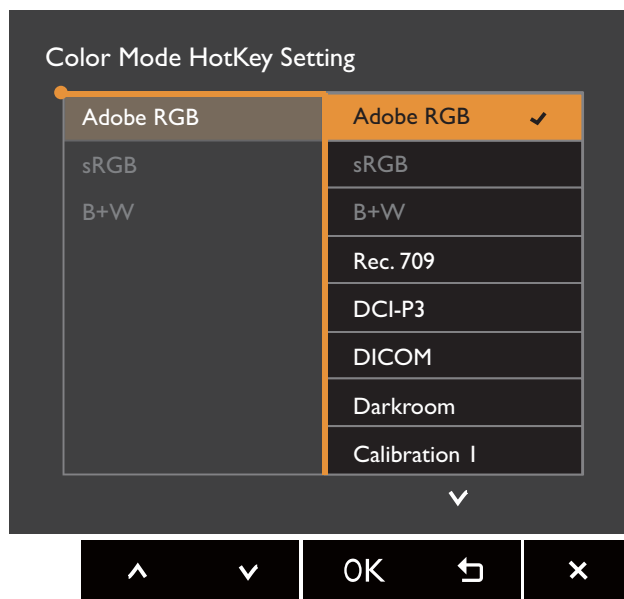 Color Mode HotKey Setting
Adobe RGB
sRGB
B+W
Adobe RGB
sRGB
B+W
Rec. 709
DCI-P3
DICOM
Darkroom
Calibration 1
OK